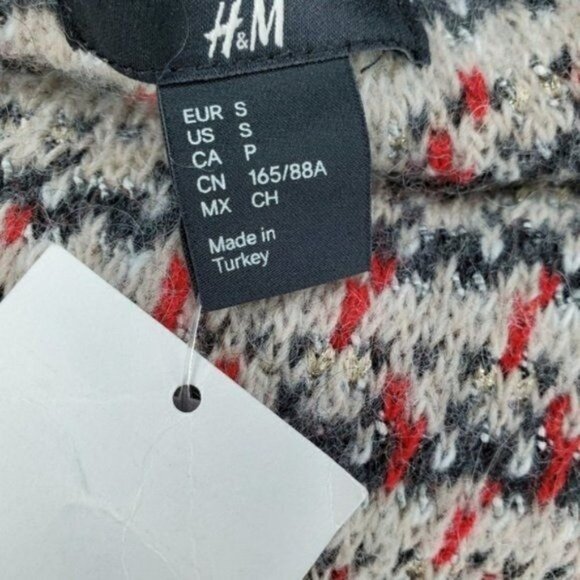 H&M
EUR S
US S
CA P
CN 165/88A
MX CH
Made in
Turkey